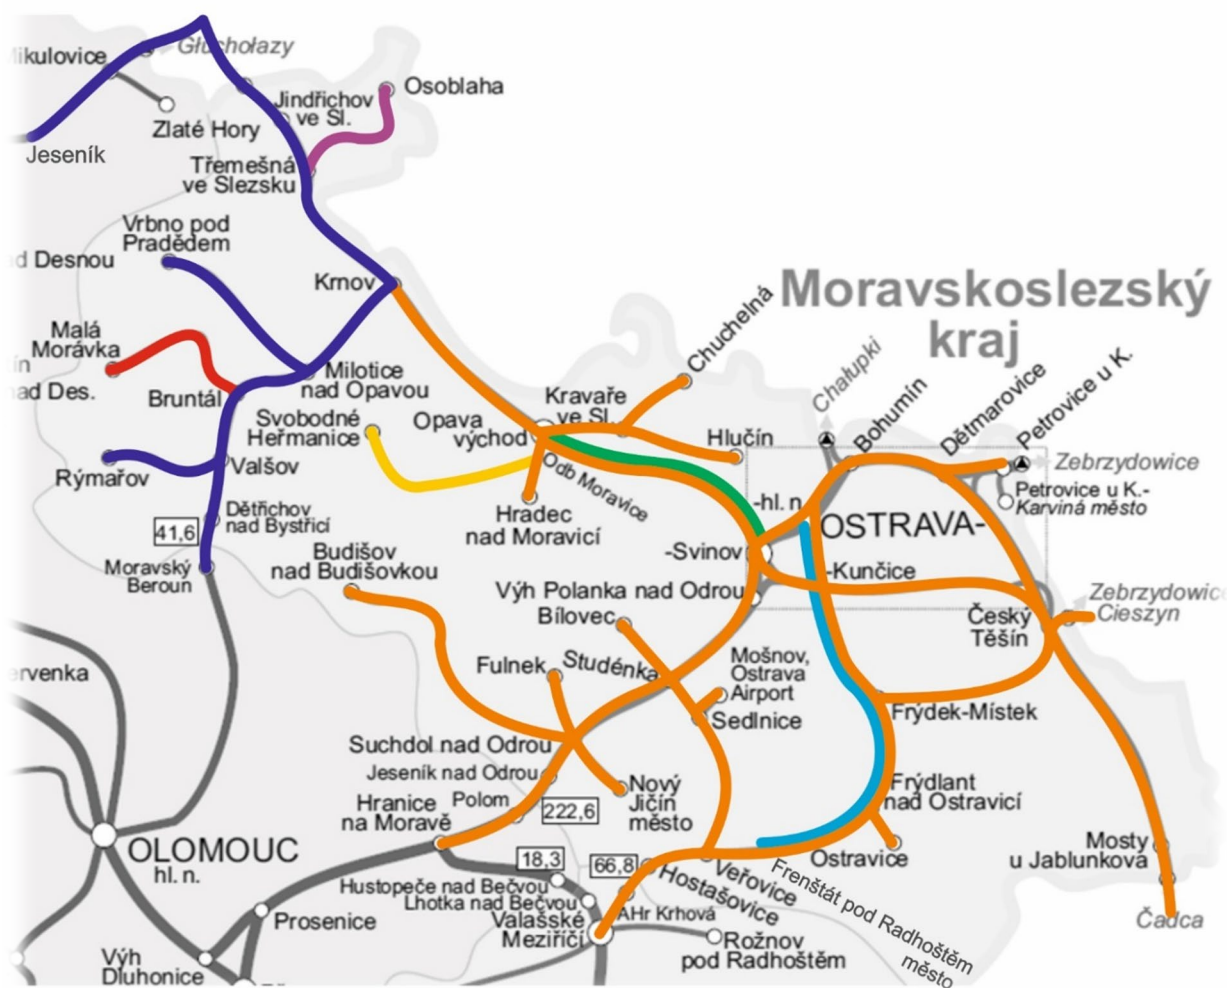 Głuchołazy
Osoblaha
Jindřichov
ve Sl.
Zlaté Hory
Jeseník
Třemešná
ve Slezsku
Vrbno pod
Pradědem
Krnov
Moravskoslezský
kraj
Malá
Morávka
Milotice
nad Opavou
Bruntál
Chuchelná
Chałupki
Kravaře
ve Sl.
Svobodné
Heřmanice
Opava
východ
Hlučín
Bohumín
Dětmarovice
Petrovice u K.
Zebrzydowice
Petrovice u K.-
Karviná město
Rýmařov
Valšov
Odb Moravice
-hl. n.
OSTRAVA-
Dětřichov
nad Bystřicí
41,6
Hradec
nad Moravicí
Moravský
Beroun
Budišov
nad Budišovkou
-Svinov
-Kunčice
Výh Polanka nad Odrou
Bílovec
Český
Těšín
Cieszyn
Fulnek
Studénka
Mošnov,
Ostrava
Airport
Sedlnice
Frýdek-Místek
Suchdol nad Odrou
Jeseník nad Odrou
Hranice
na Moravě
Polom
222,6
Nový
Jičín
město
Frýdlant
nad Ostravicí
OLOMOUC
hl. n.
18,3
66,8
Ostravice
Mosty
u Jablunkova
Hustopeče nad Bečvou
Lhotka nad Bečvou
Veřovice
Hostašovice
Frenštát pod Radhoštěm
město
Čadca
Prosenice
Valašské
Meziříčí
AHr Krhová
Rožnov
pod Radhoštěm
Výh
Dluhonice